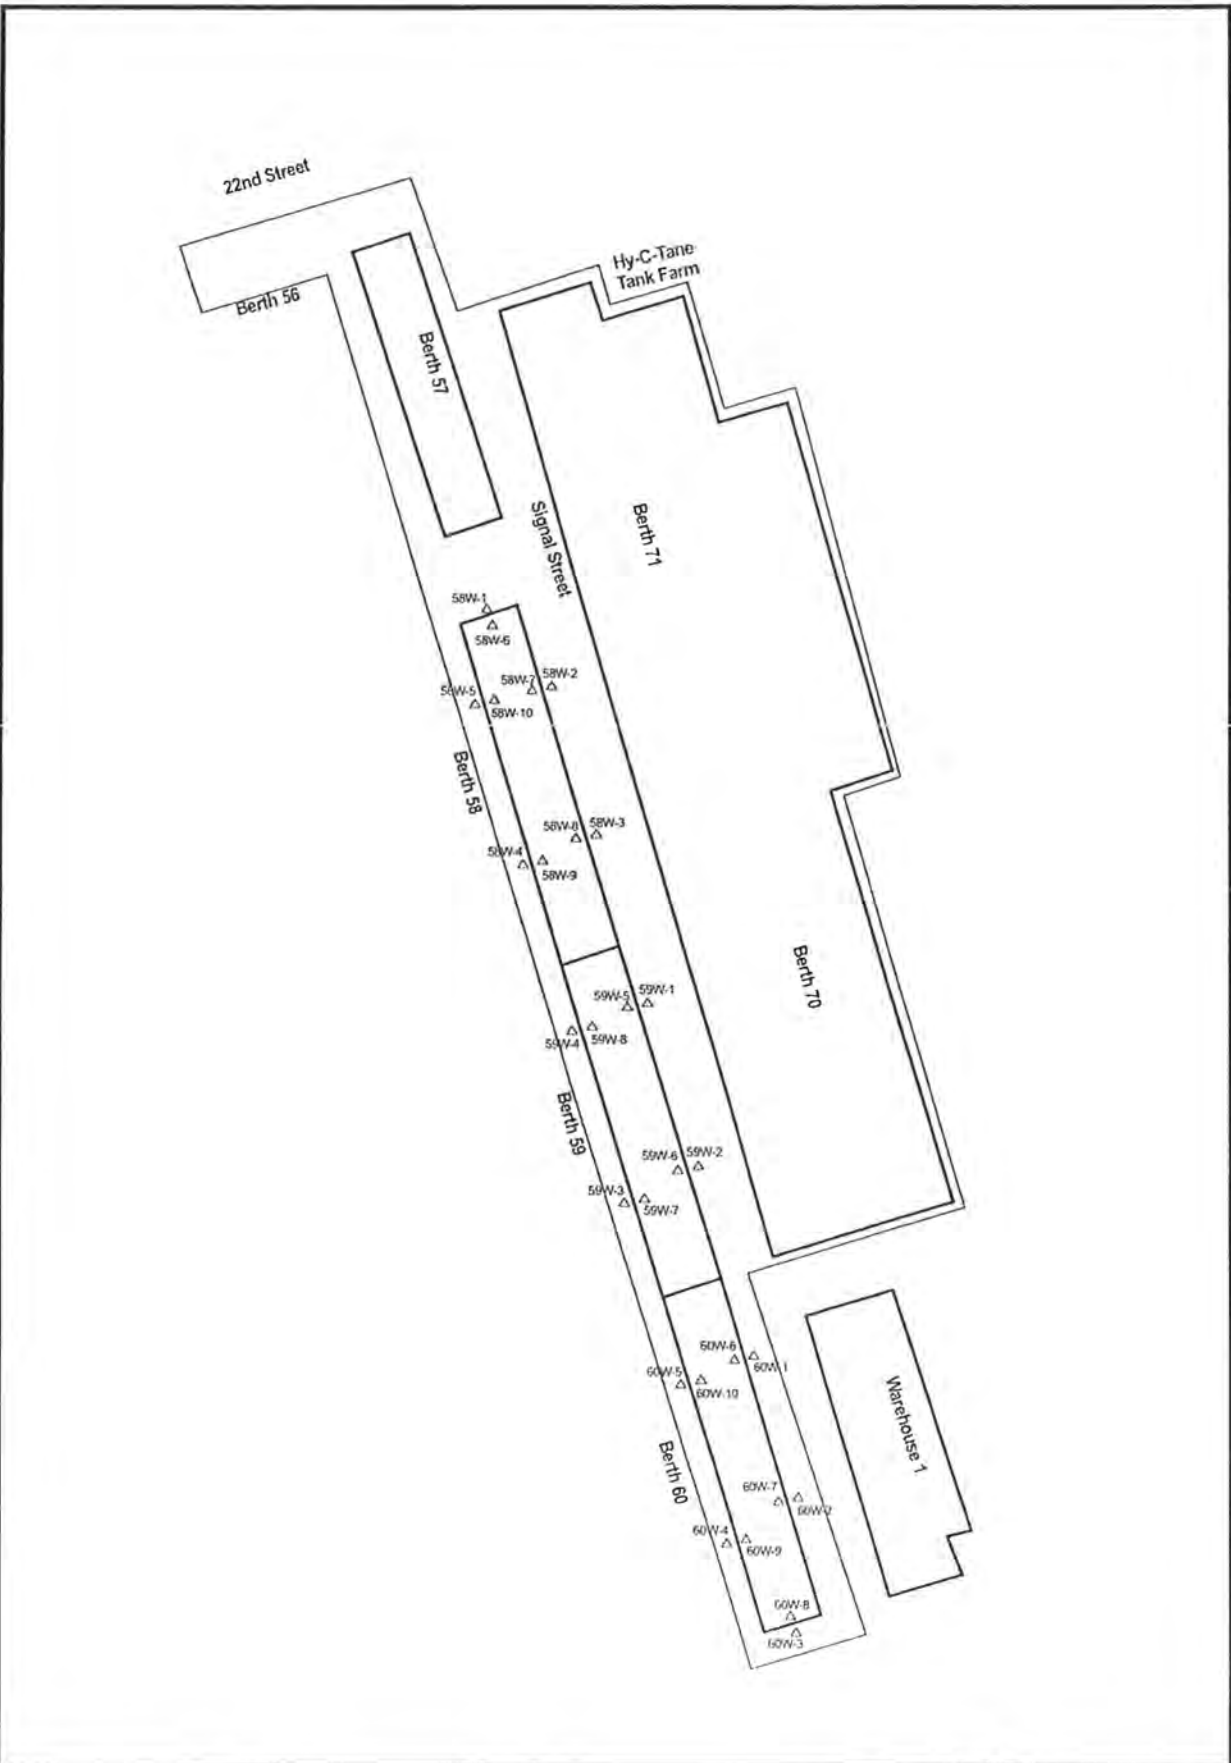 22nd Street
Hy-C-Tane
Tank Farm
Berth 56
Berth 57
Signal Street
Berth 71
58W-1
58W-6
58W-7
58W-2
58W-5
58W-10
Berth 58
58W-8
58W-3
58W-4
58W-9
Berth 70
59W-5
59W-1
59W-4
59W-8
Berth 59
59W-6
59W-2
59W-3
59W-7
60W-6
60W-1
60W-5
60W-10
Warehouse 1
Berth 60
60W-7
60W-2
60W-4
60W-9
60W-8
60W-3